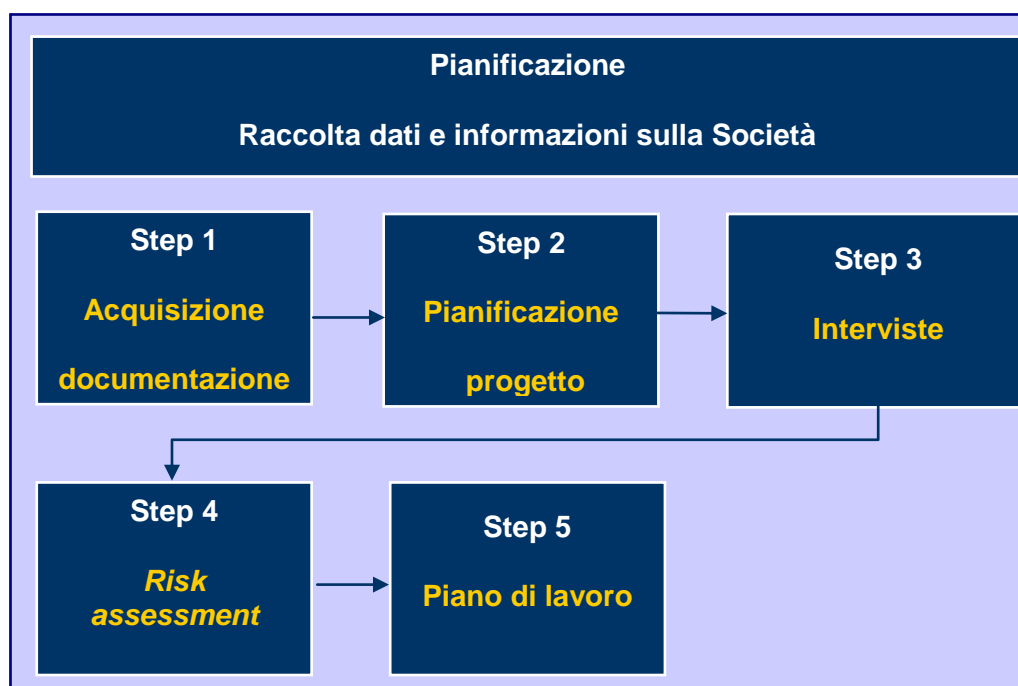 Pianificazione
Raccolta dati e informazioni sulla Società
Step 1
Acquisizione
documentazione
Step 2
Pianificazione
progetto
Step 3
Interviste
Step 4
Risk
assessment
Step 5
Piano di lavoro